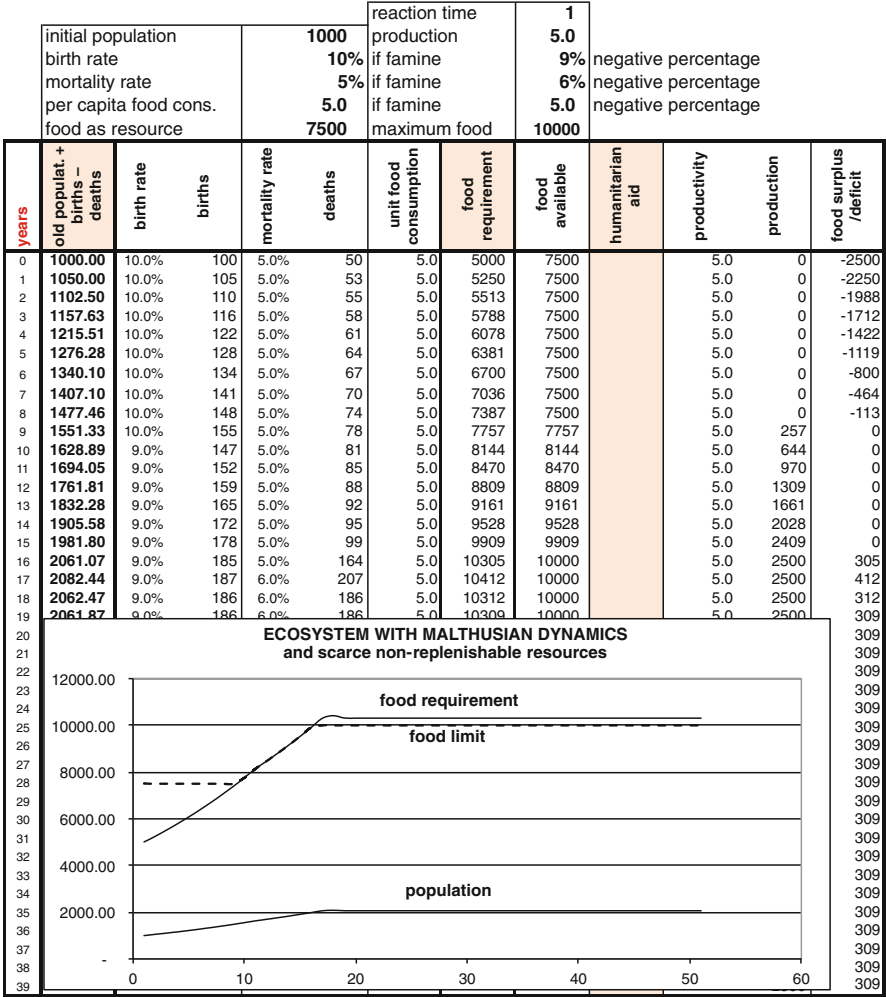 reaction time 1
initial population 1000 production 5.0
birth rate 10% if famine 9% negative percentage
mortality rate 5% if famine 6% negative percentage
per capita food cons. 5.0 if famine 5.0 negative percentage
food as resource 7500 maximum food 10000
years
old populat. +
births –
deaths
birth rate
births
mortality rate
deaths
unit food
consumption
food
requirement
food
available
humanitarian
aid
productivity
production
food surplus
/deficit
0 1000.00 10.0% 100 5.0% 50 5.0 5000 7500 5.0 0 -2500
1 1050.00 10.0% 105 5.0% 53 5.0 5250 7500 5.0 0 -2250
2 1102.50 10.0% 110 5.0% 55 5.0 5513 7500 5.0 0 -1988
3 1157.63 10.0% 116 5.0% 58 5.0 5788 7500 5.0 0 -1712
4 1215.51 10.0% 122 5.0% 61 5.0 6078 7500 5.0 0 -1422
5 1276.28 10.0% 128 5.0% 64 5.0 6381 7500 5.0 0 -1119
6 1340.10 10.0% 134 5.0% 67 5.0 6700 7500 5.0 0 -800
7 1407.10 10.0% 141 5.0% 70 5.0 7036 7500 5.0 0 -464
8 1477.46 10.0% 148 5.0% 74 5.0 7387 7500 5.0 0 -113
9 1551.33 10.0% 155 5.0% 78 5.0 7757 7757 5.0 257 0
10 1628.89 9.0% 147 5.0% 81 5.0 8144 8144 5.0 644 0
11 1694.05 9.0% 152 5.0% 85 5.0 8470 8470 5.0 970 0
12 1761.81 9.0% 159 5.0% 88 5.0 8809 8809 5.0 1309 0
13 1832.28 9.0% 165 5.0% 92 5.0 9161 9161 5.0 1661 0
14 1905.58 9.0% 172 5.0% 95 5.0 9528 9528 5.0 2028 0
15 1981.80 9.0% 178 5.0% 99 5.0 9909 9909 5.0 2409 0
16 2061.07 9.0% 185 5.0% 164 5.0 10305 10000 5.0 2500 305
17 2082.44 9.0% 187 6.0% 207 5.0 10412 10000 5.0 2500 412
18 2062.47 9.0% 186 6.0% 186 5.0 10312 10000 5.0 2500 312
19 2061.87 9.0% 186 6.0% 186 5.0 10309 10000 5.0 2500 309
20 309
21 309
22 309
23 309
24 309
25 309
26 309
27 309
28 309
29 309
30 309
31 309
32 309
33 309
34 309
35 309
36 309
37 309
38 309
39 309
ECOSYSTEM WITH MALTHUSIAN DYNAMICS
and scarce non-replenishable resources
12000.00
10000.00
8000.00
6000.00
4000.00
2000.00
-
food requirement
food limit
population
0 10 20 30 40 50 60